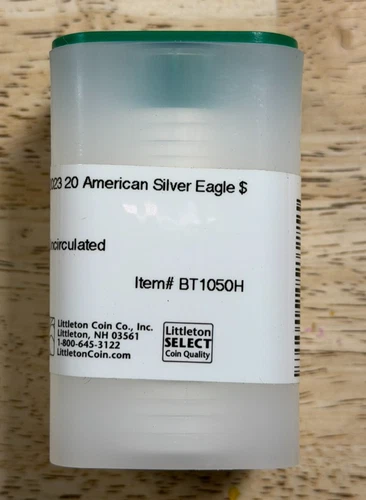 023 20 American Silver Eagle $
ncirculated
Item# BT1050H
Littleton Coin Co., Inc.
Littleton, NH 03561
1-800-645-3122
LittletonCoin.com
Littleton
SELECT
Coin Quality